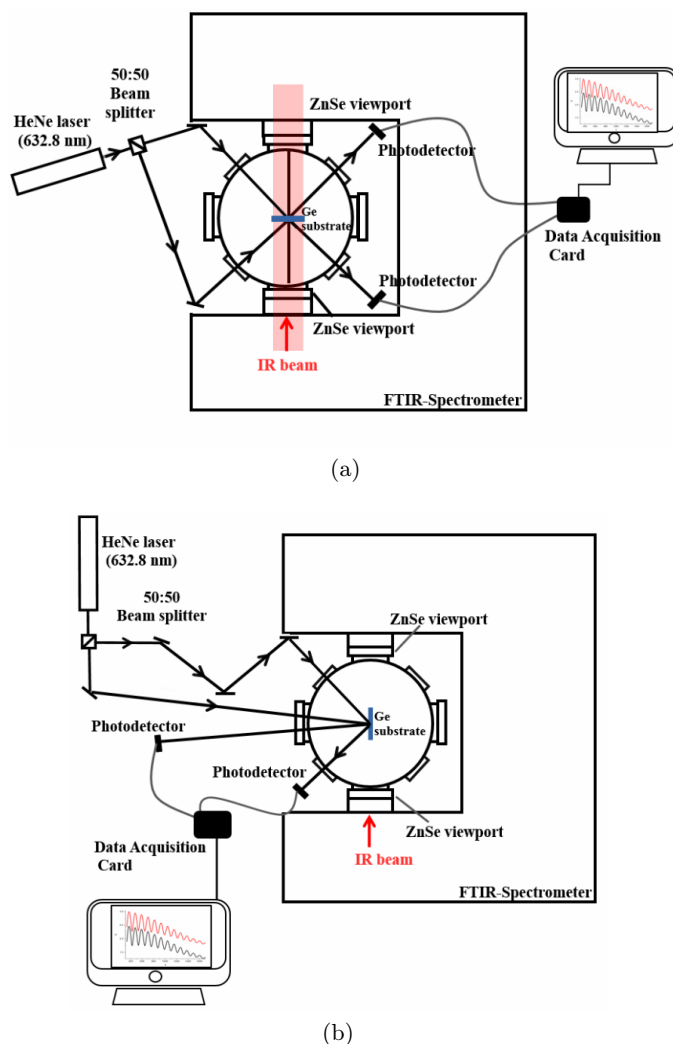 50:50
Beam
splitter
HeNe laser
(632.8 nm)
ZnSe viewport
Photodetector
Ge
substrate
Data Acquisition
Card
Photodetector
ZnSe viewport
IR beam
FTIR-Spectrometer
(a)
HeNe laser
(632.8 nm)
50:50
Beam splitter
ZnSe viewport
Ge
substrate
Photodetector
Photodetector
ZnSe viewport
Data Acquisition
Card
IR beam
FTIR-Spectrometer
(b)